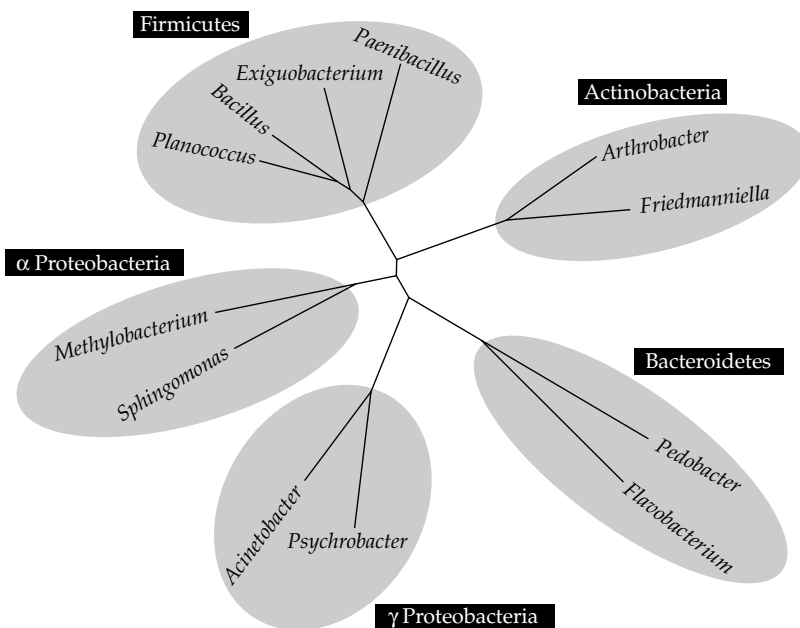 Firmicutes
Paenibacillus
Exiguobacterium
Bacillus
Planococcus
Actinobacteria
Arthrobacter
Friedmanniella
α Proteobacteria
Methylobacterium
Sphingomonas
Bacteroidetes
Pedobacter
Flavobacterium
Acinetobacter
Psychrobacter
γ Proteobacteria